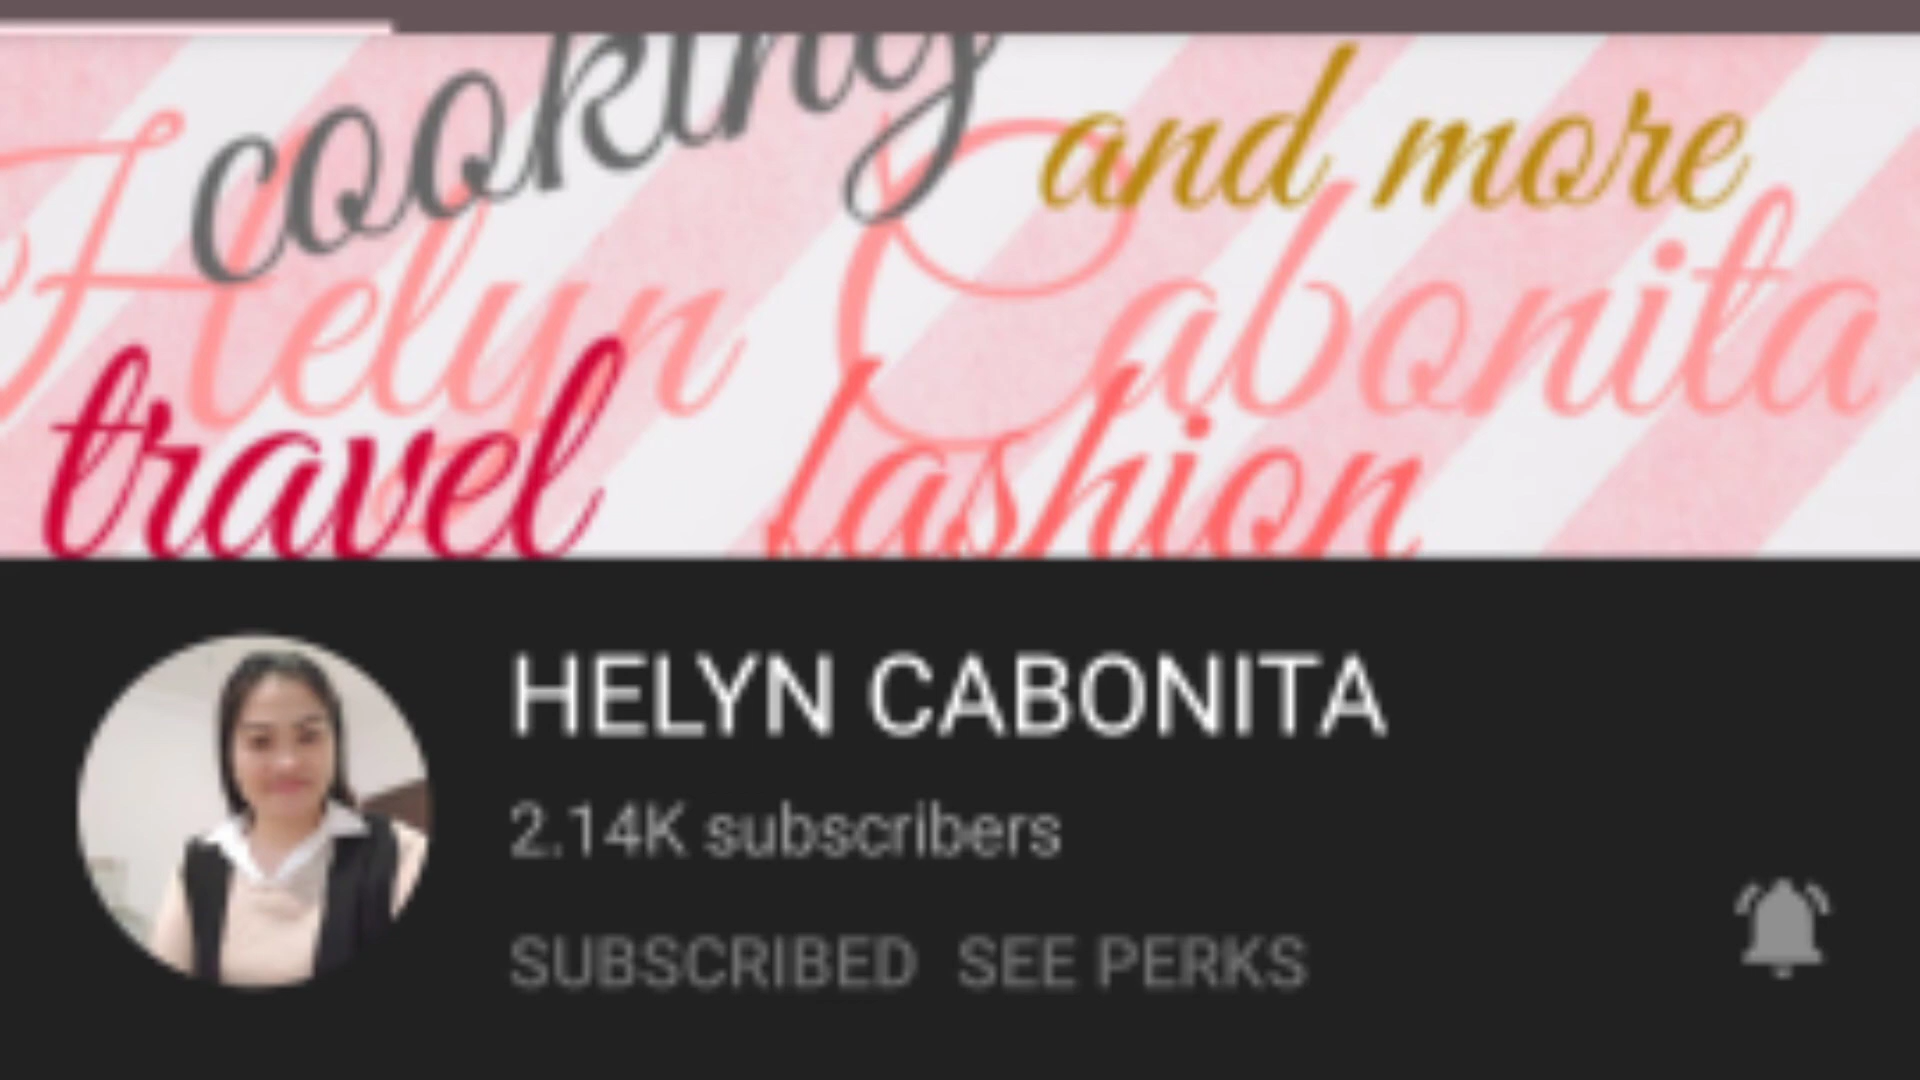 cooking
and more
Helyn Cabonita
travel
fashion
HELYN CABONITA
2.14K subscribers
SUBSCRIBED SEE PERKS